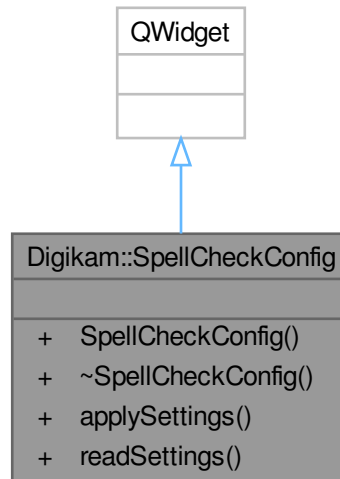 QWidget
Digikam::SpellCheckConfig
+ SpellCheckConfig()
+ ~SpellCheckConfig()
+ applySettings()
+ readSettings()